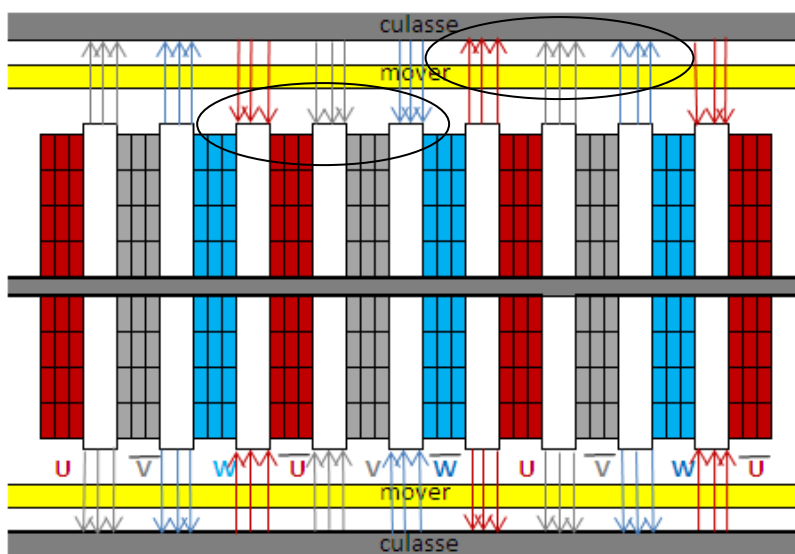 culasse
mover
U V̅ W U̅ V W̅ U V̅ W U̅
mover
culasse